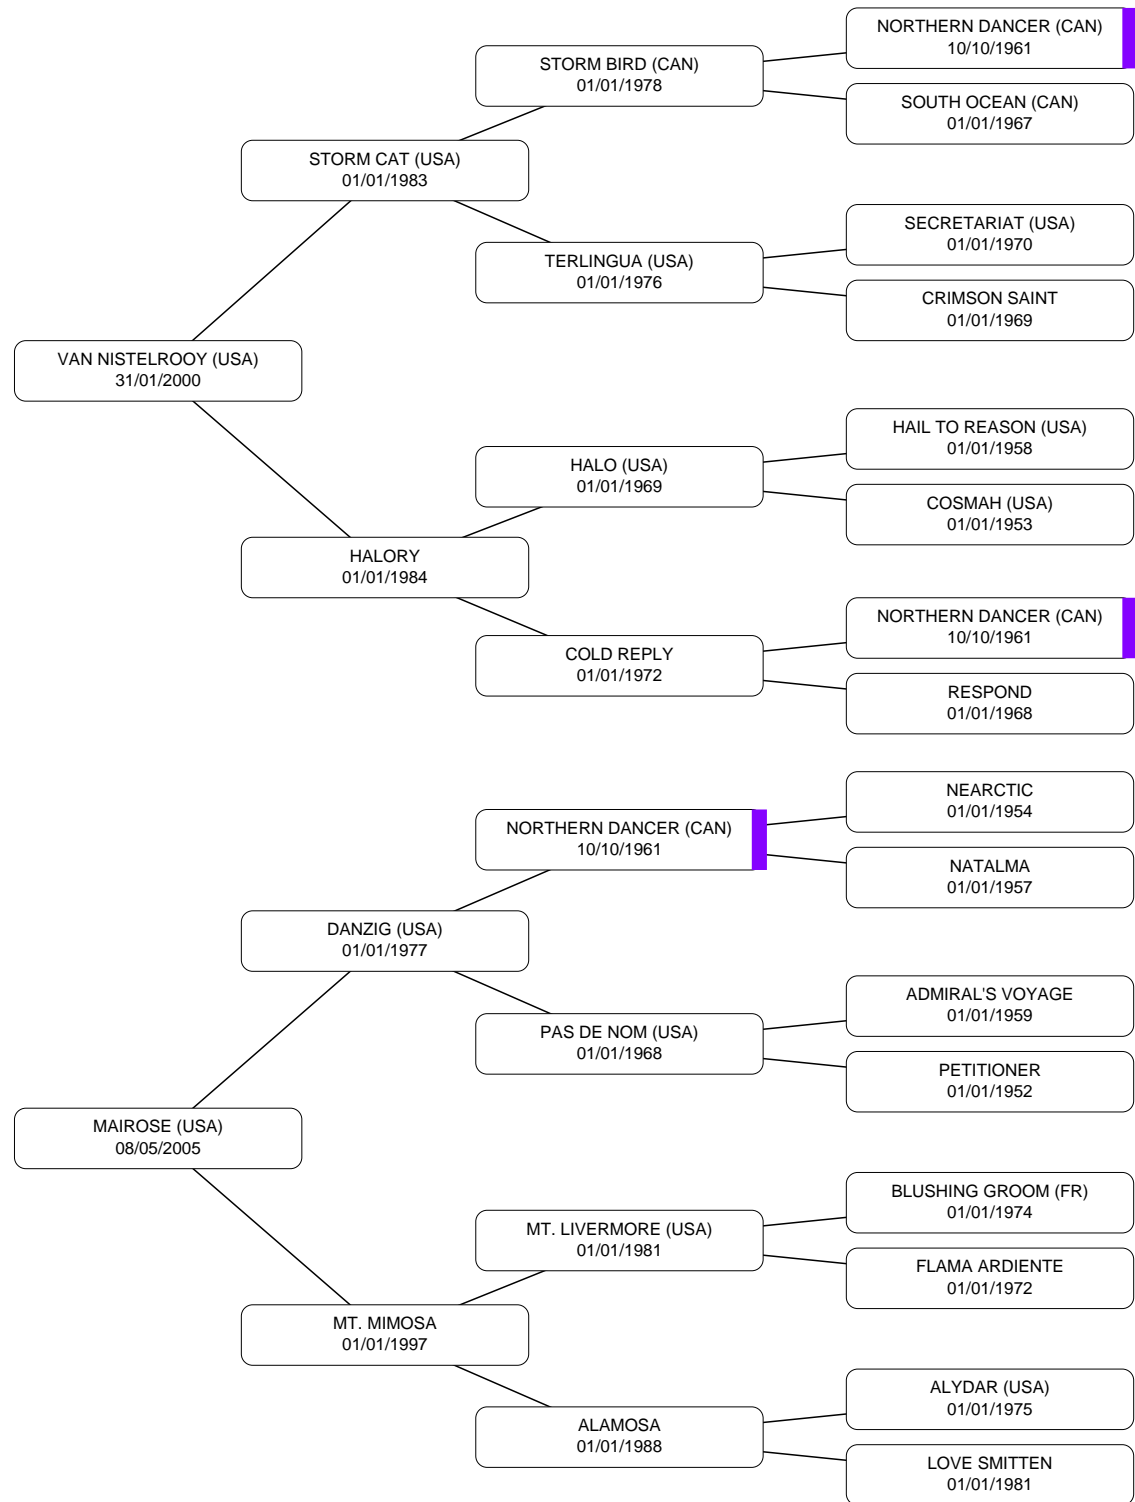 NORTHERN DANCER (CAN)
10/10/1961
STORM BIRD (CAN)
01/01/1978
SOUTH OCEAN (CAN)
01/01/1967
STORM CAT (USA)
01/01/1983
SECRETARIAT (USA)
01/01/1970
TERLINGUA (USA)
01/01/1976
CRIMSON SAINT
01/01/1969
VAN NISTELROOY (USA)
31/01/2000
HAIL TO REASON (USA)
01/01/1958
HALO (USA)
01/01/1969
COSMAH (USA)
01/01/1953
HALORY
01/01/1984
NORTHERN DANCER (CAN)
10/10/1961
COLD REPLY
01/01/1972
RESPOND
01/01/1968
NEARCTIC
01/01/1954
NORTHERN DANCER (CAN)
10/10/1961
NATALMA
01/01/1957
DANZIG (USA)
01/01/1977
ADMIRAL'S VOYAGE
01/01/1959
PAS DE NOM (USA)
01/01/1968
PETITIONER
01/01/1952
MAIROSE (USA)
08/05/2005
BLUSHING GROOM (FR)
01/01/1974
MT. LIVERMORE (USA)
01/01/1981
FLAMA ARDIENTE
01/01/1972
MT. MIMOSA
01/01/1997
ALYDAR (USA)
01/01/1975
ALAMOSA
01/01/1988
LOVE SMITTEN
01/01/1981